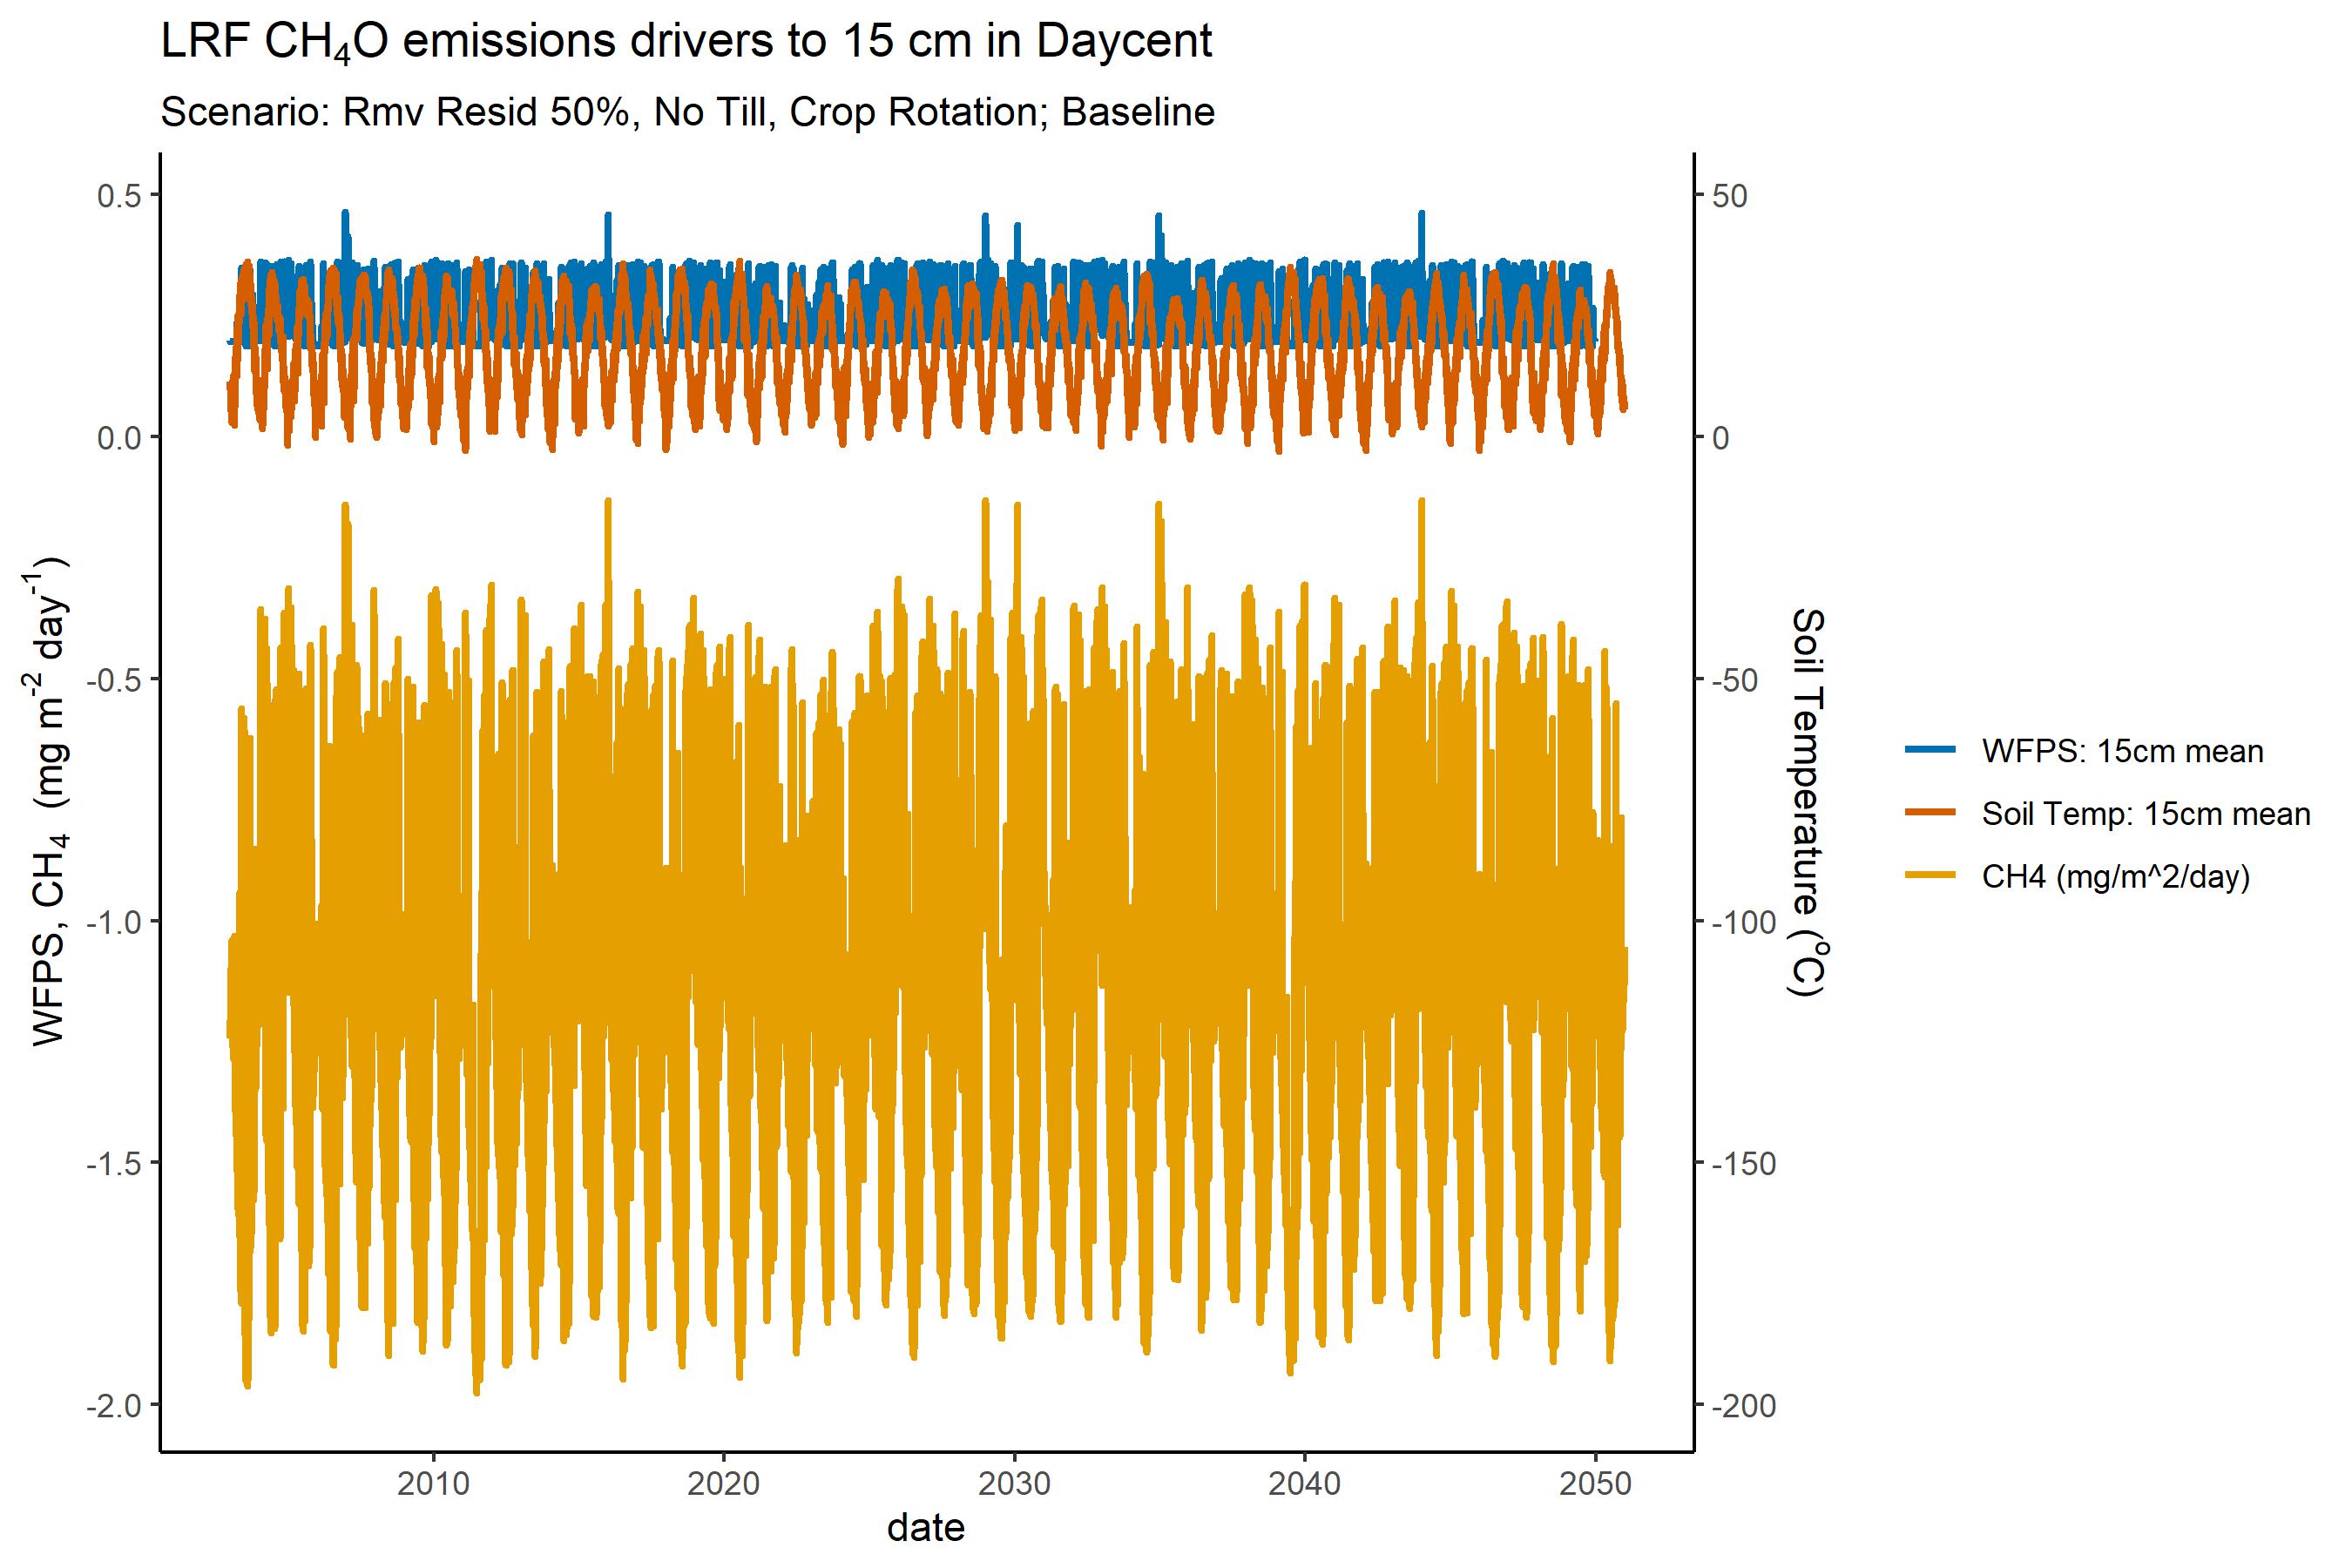 LRF CH₄O emissions drivers to 15 cm in Daycent
Scenario: Rmv Resid 50%, No Till, Crop Rotation; Baseline
WFPS, CH₄ (mg m⁻² day⁻¹)
0.5
0.0
-0.5
-1.0
-1.5
-2.0
50
0
-50
-100
-150
-200
Soil Temperature (⁰C)
2010
2020
2030
2040
2050
date
WFPS: 15cm mean
Soil Temp: 15cm mean
CH4 (mg/m^2/day)